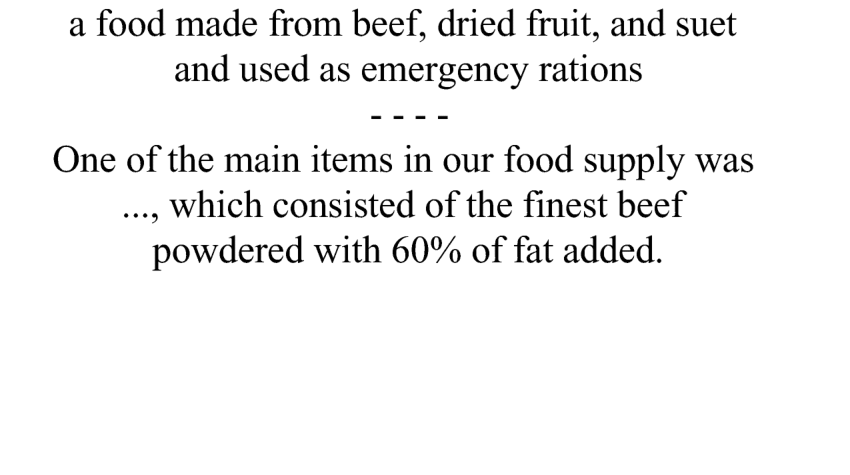 a food made from beef, dried fruit, and suet
and used as emergency rations
- - - -
One of the main items in our food supply was
..., which consisted of the finest beef
powdered with 60% of fat added.